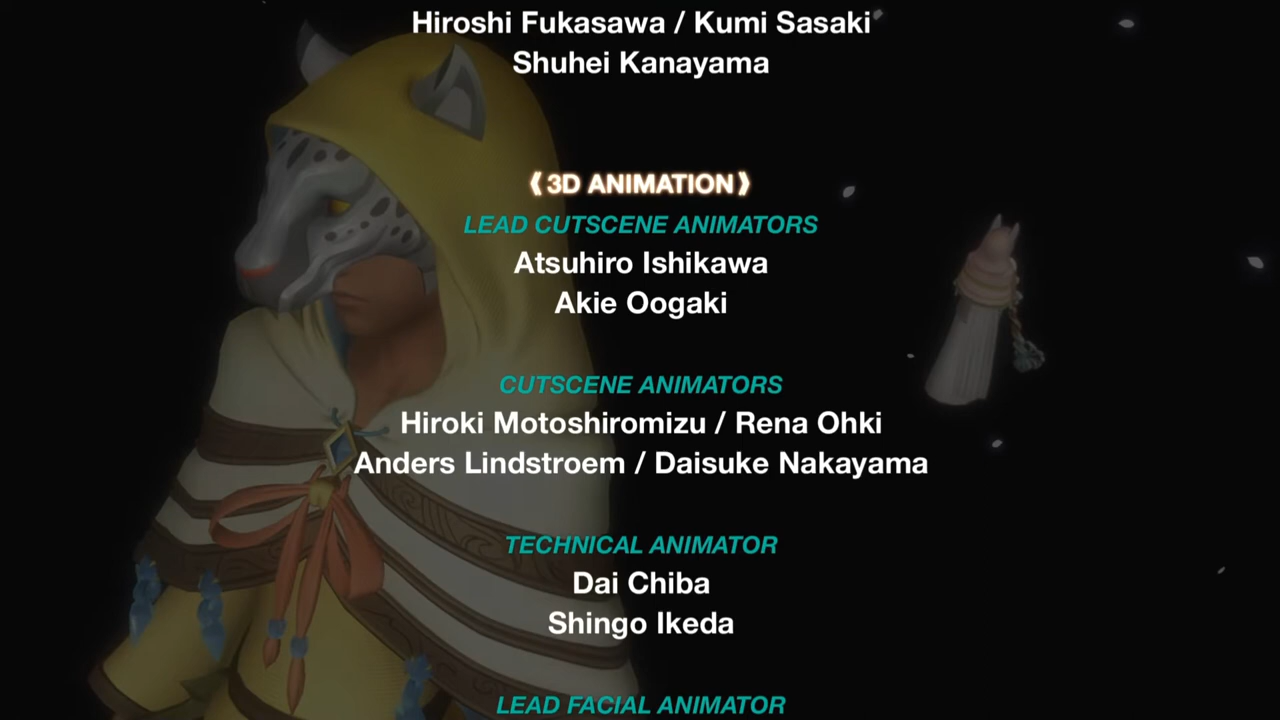 Hiroshi Fukasawa / Kumi Sasaki
Shuhei Kanayama
《3D ANIMATION》
LEAD CUTSCENE ANIMATORS
Atsuhiro Ishikawa
Akie Oogaki
CUTSCENE ANIMATORS
Hiroki Motoshiromizu / Rena Ohki
Anders Lindstroem / Daisuke Nakayama
TECHNICAL ANIMATOR
Dai Chiba
Shingo Ikeda
LEAD FACIAL ANIMATOR